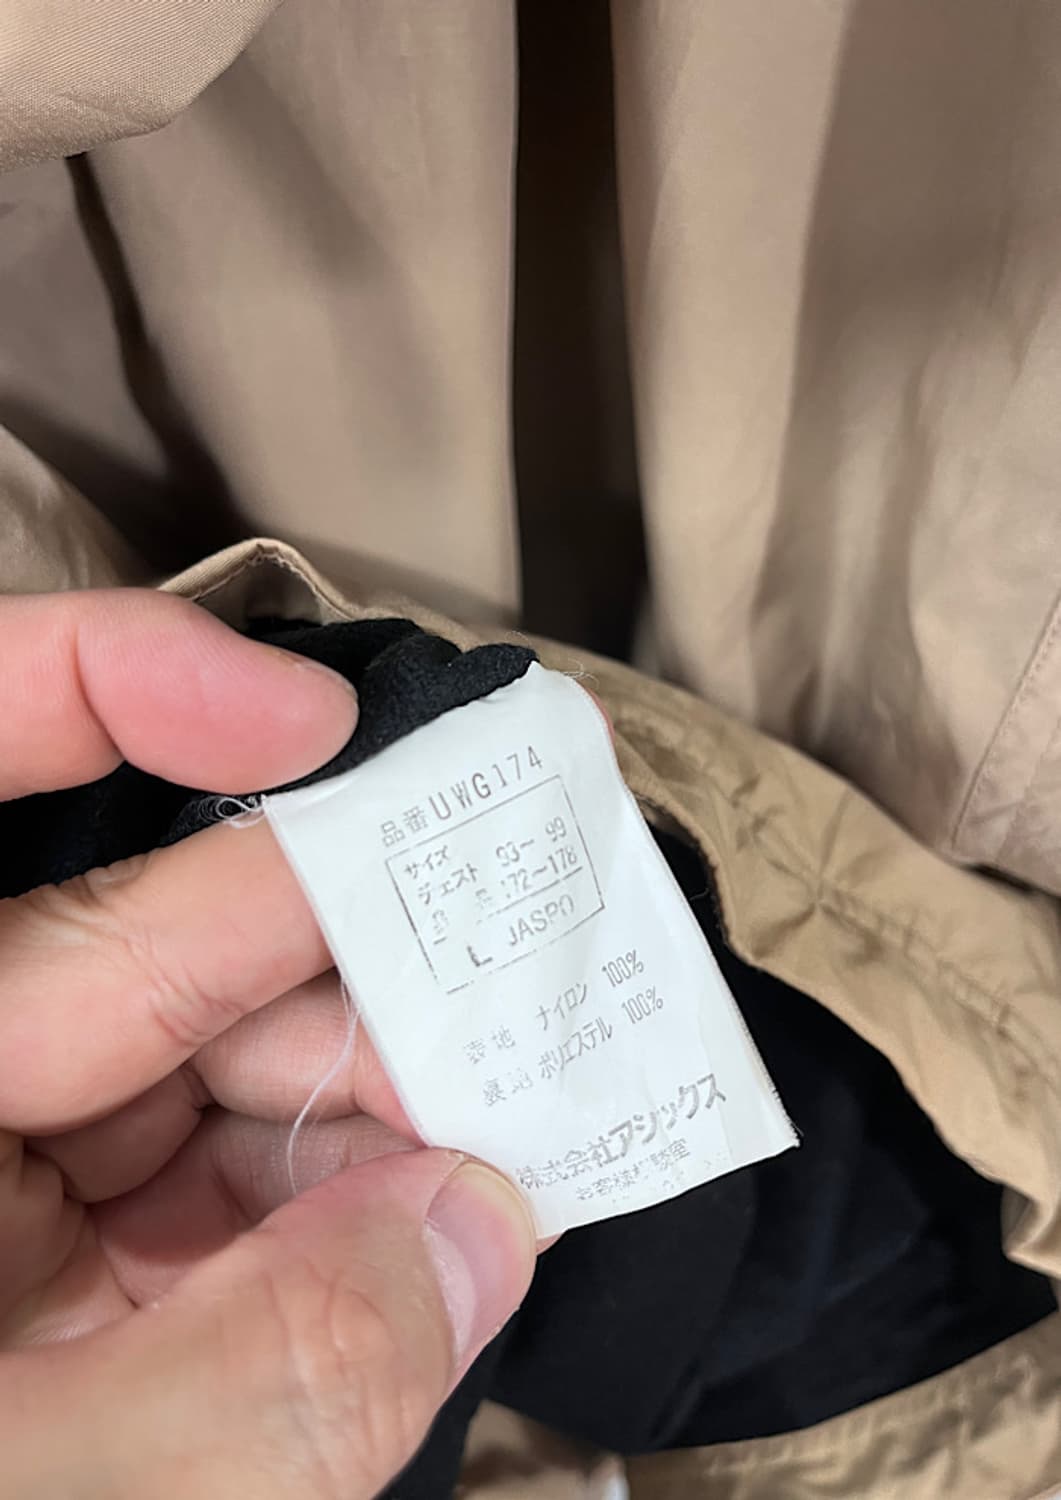 品番 UWG174
サイズ
チェスト 93〜99
身長 172〜178
L JASPO
表地 ナイロン 100%
裏地 ポリエステル 100%
株式会社アシックス
お客様相談室